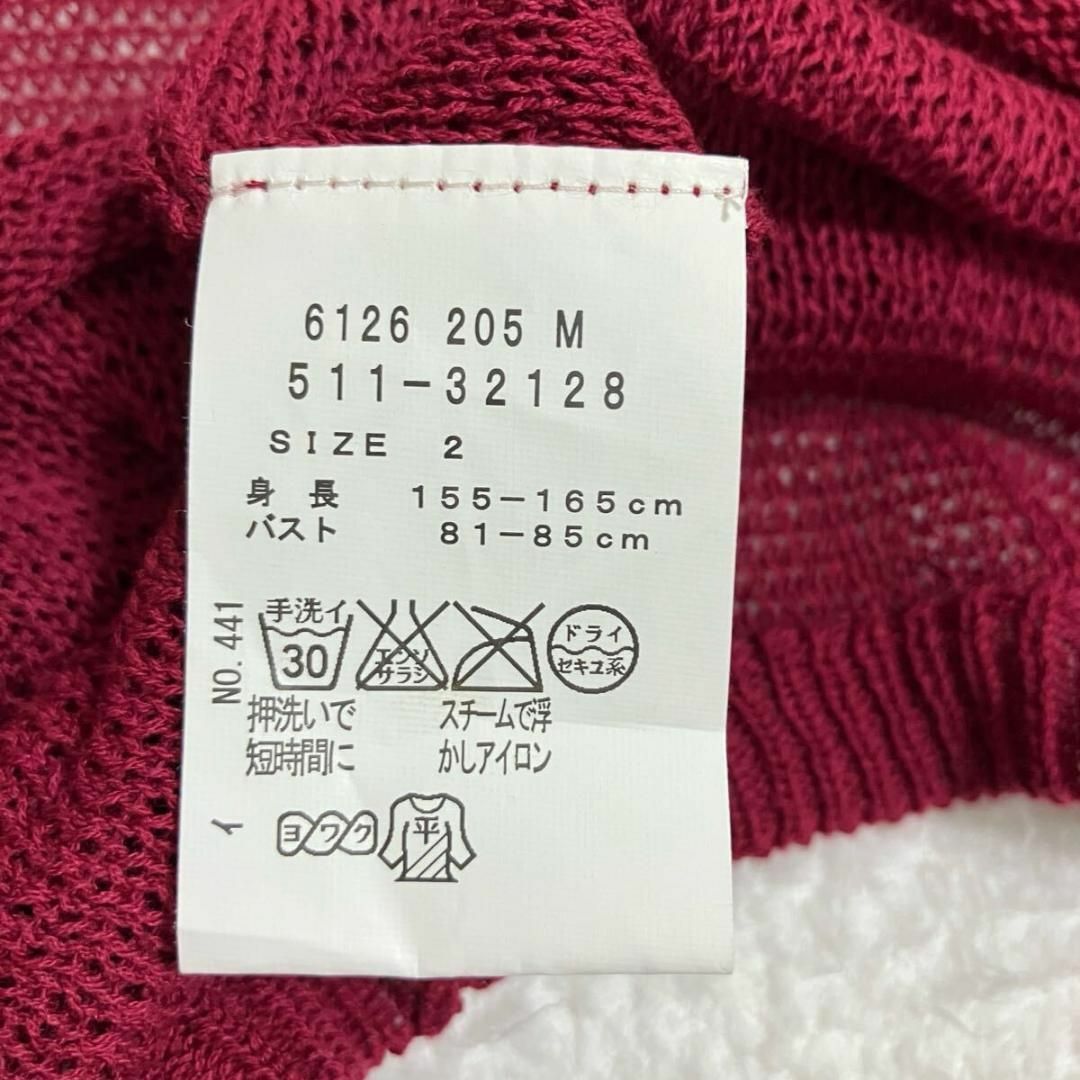 6126 205 M
511-32128
SIZE 2
身長 155-165cm
バスト 81-85cm
NO.441
手洗イ
30
エンソ
サラシ
ドライ
セキユ系
押洗いで
短時間に
スチームで浮
かしアイロン
イ
ヨワク
平